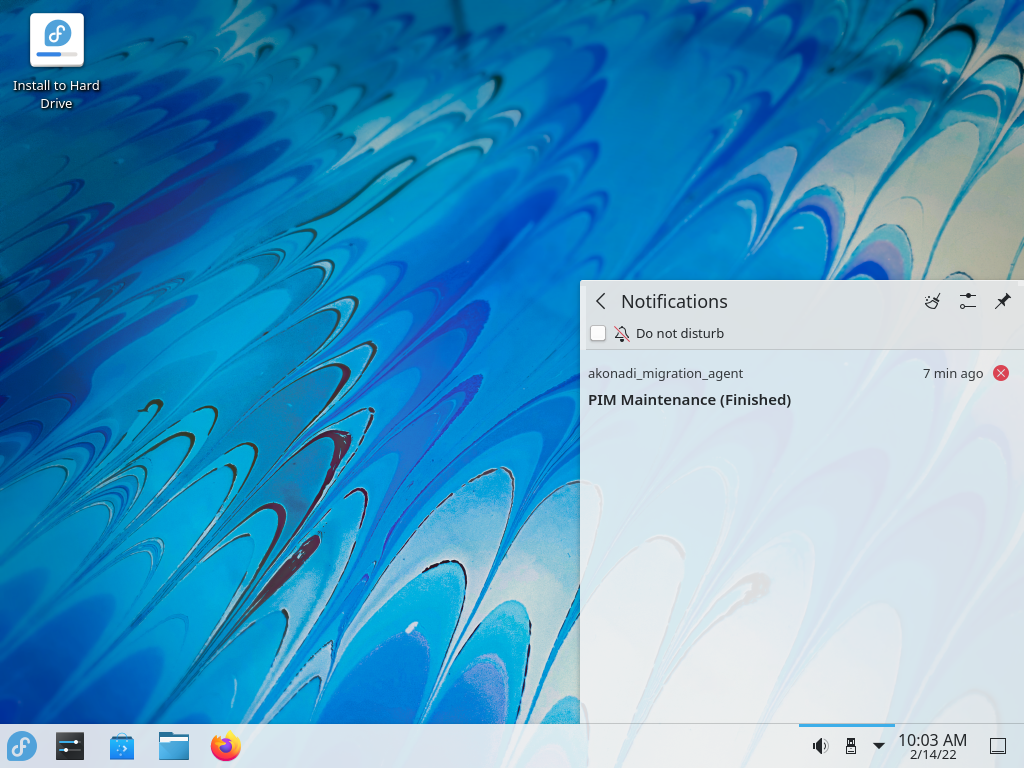 Install to Hard
Drive
Notifications
Do not disturb
akonadi_migration_agent
7 min ago
PIM Maintenance (Finished)
10:03 AM
2/14/22